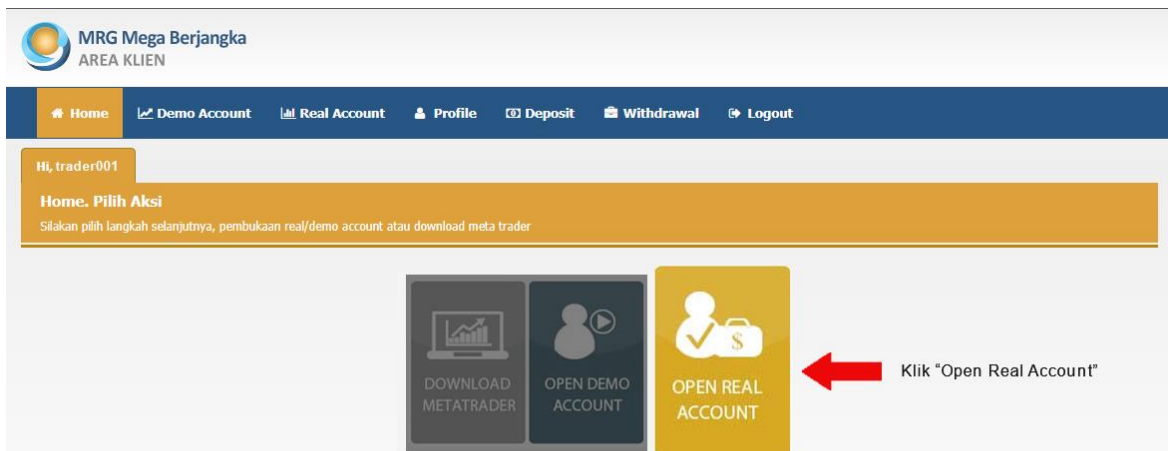 MRG Mega Berjangka
AREA KLIEN
Home Demo Account Real Account Profile Deposit Withdrawal Logout
Hi, trader001
Home. Pilih Aksi
Silakan pilih langkah selanjutnya, pembukaan real/demo account atau download meta trader
DOWNLOAD
METATRADER
OPEN DEMO
ACCOUNT
$
OPEN REAL
ACCOUNT
Klik "Open Real Account"